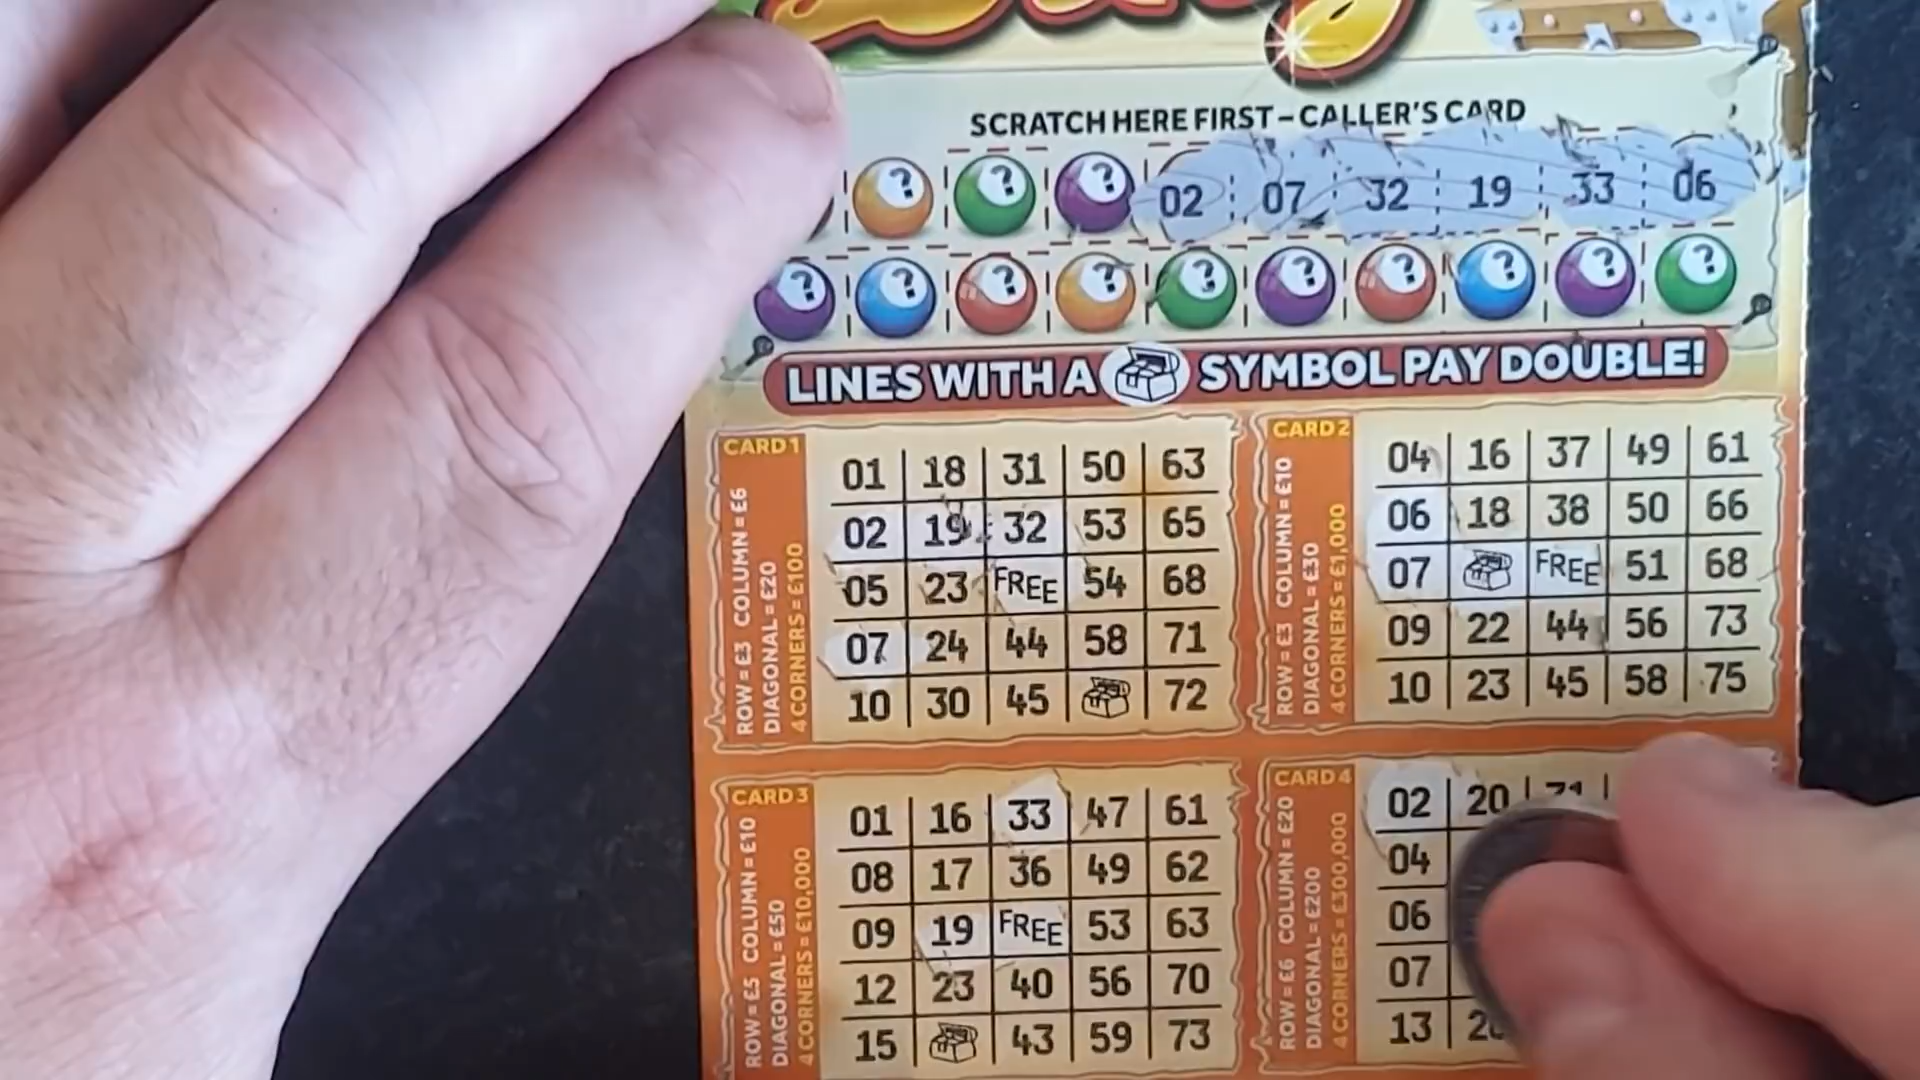 SCRATCH HERE FIRST – CALLER'S CARD
? ? ? 02 07 32 19 33 06
? ? ? ? ? ? ? ? ? ?
LINES WITH A SYMBOL PAY DOUBLE!
CARD 1
ROW = £3 COLUMN = £6
DIAGONAL = £20
4 CORNERS = £100
01 18 31 50 63
02 19 32 53 65
05 23 FREE 54 68
07 24 44 58 71
10 30 45 72
CARD 2
ROW = £3 COLUMN = £10
DIAGONAL = £30
4 CORNERS = £1,000
04 16 37 49 61
06 18 38 50 66
07 FREE 51 68
09 22 44 56 73
10 23 45 58 75
CARD 3
ROW = £5 COLUMN = £10
DIAGONAL = £50
4 CORNERS = £10,000
01 16 33 47 61
08 17 36 49 62
09 19 FREE 53 63
12 23 40 56 70
15 43 59 73
CARD 4
ROW = £6 COLUMN = £20
DIAGONAL = £200
4 CORNERS = £300,000
02 20
04
06
07
13